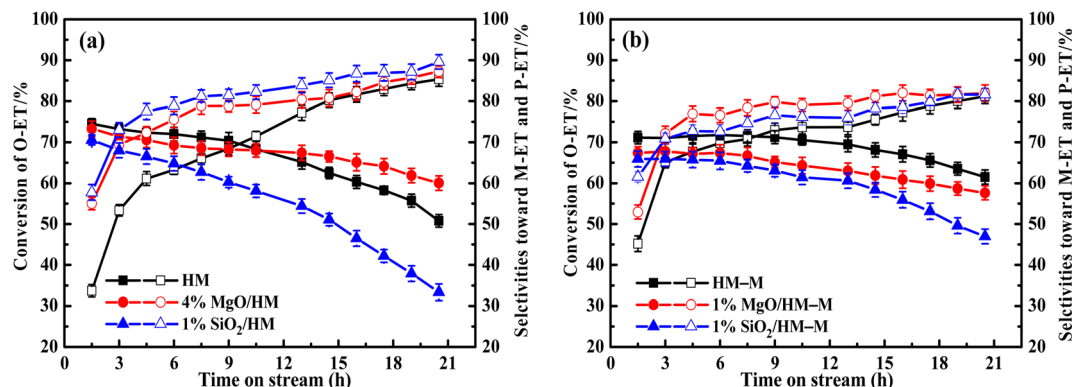 (a)
Conversion of O-ET/%
100
90
80
70
60
50
40
30
20
HM
4% MgO/HM
1% SiO₂/HM
0 3 6 9 12 15 18 21
Time on stream (h)
100
90
80
70
60
50
40
30
20
Selctivities toward M-ET and P-ET/%
(b)
Conversion of O-ET/%
100
90
80
70
60
50
40
30
20
HM–M
1% MgO/HM–M
1% SiO₂/HM–M
0 3 6 9 12 15 18 21
Time on stream (h)
100
90
80
70
60
50
40
30
20
Selctivities toward M-ET and P-ET/%